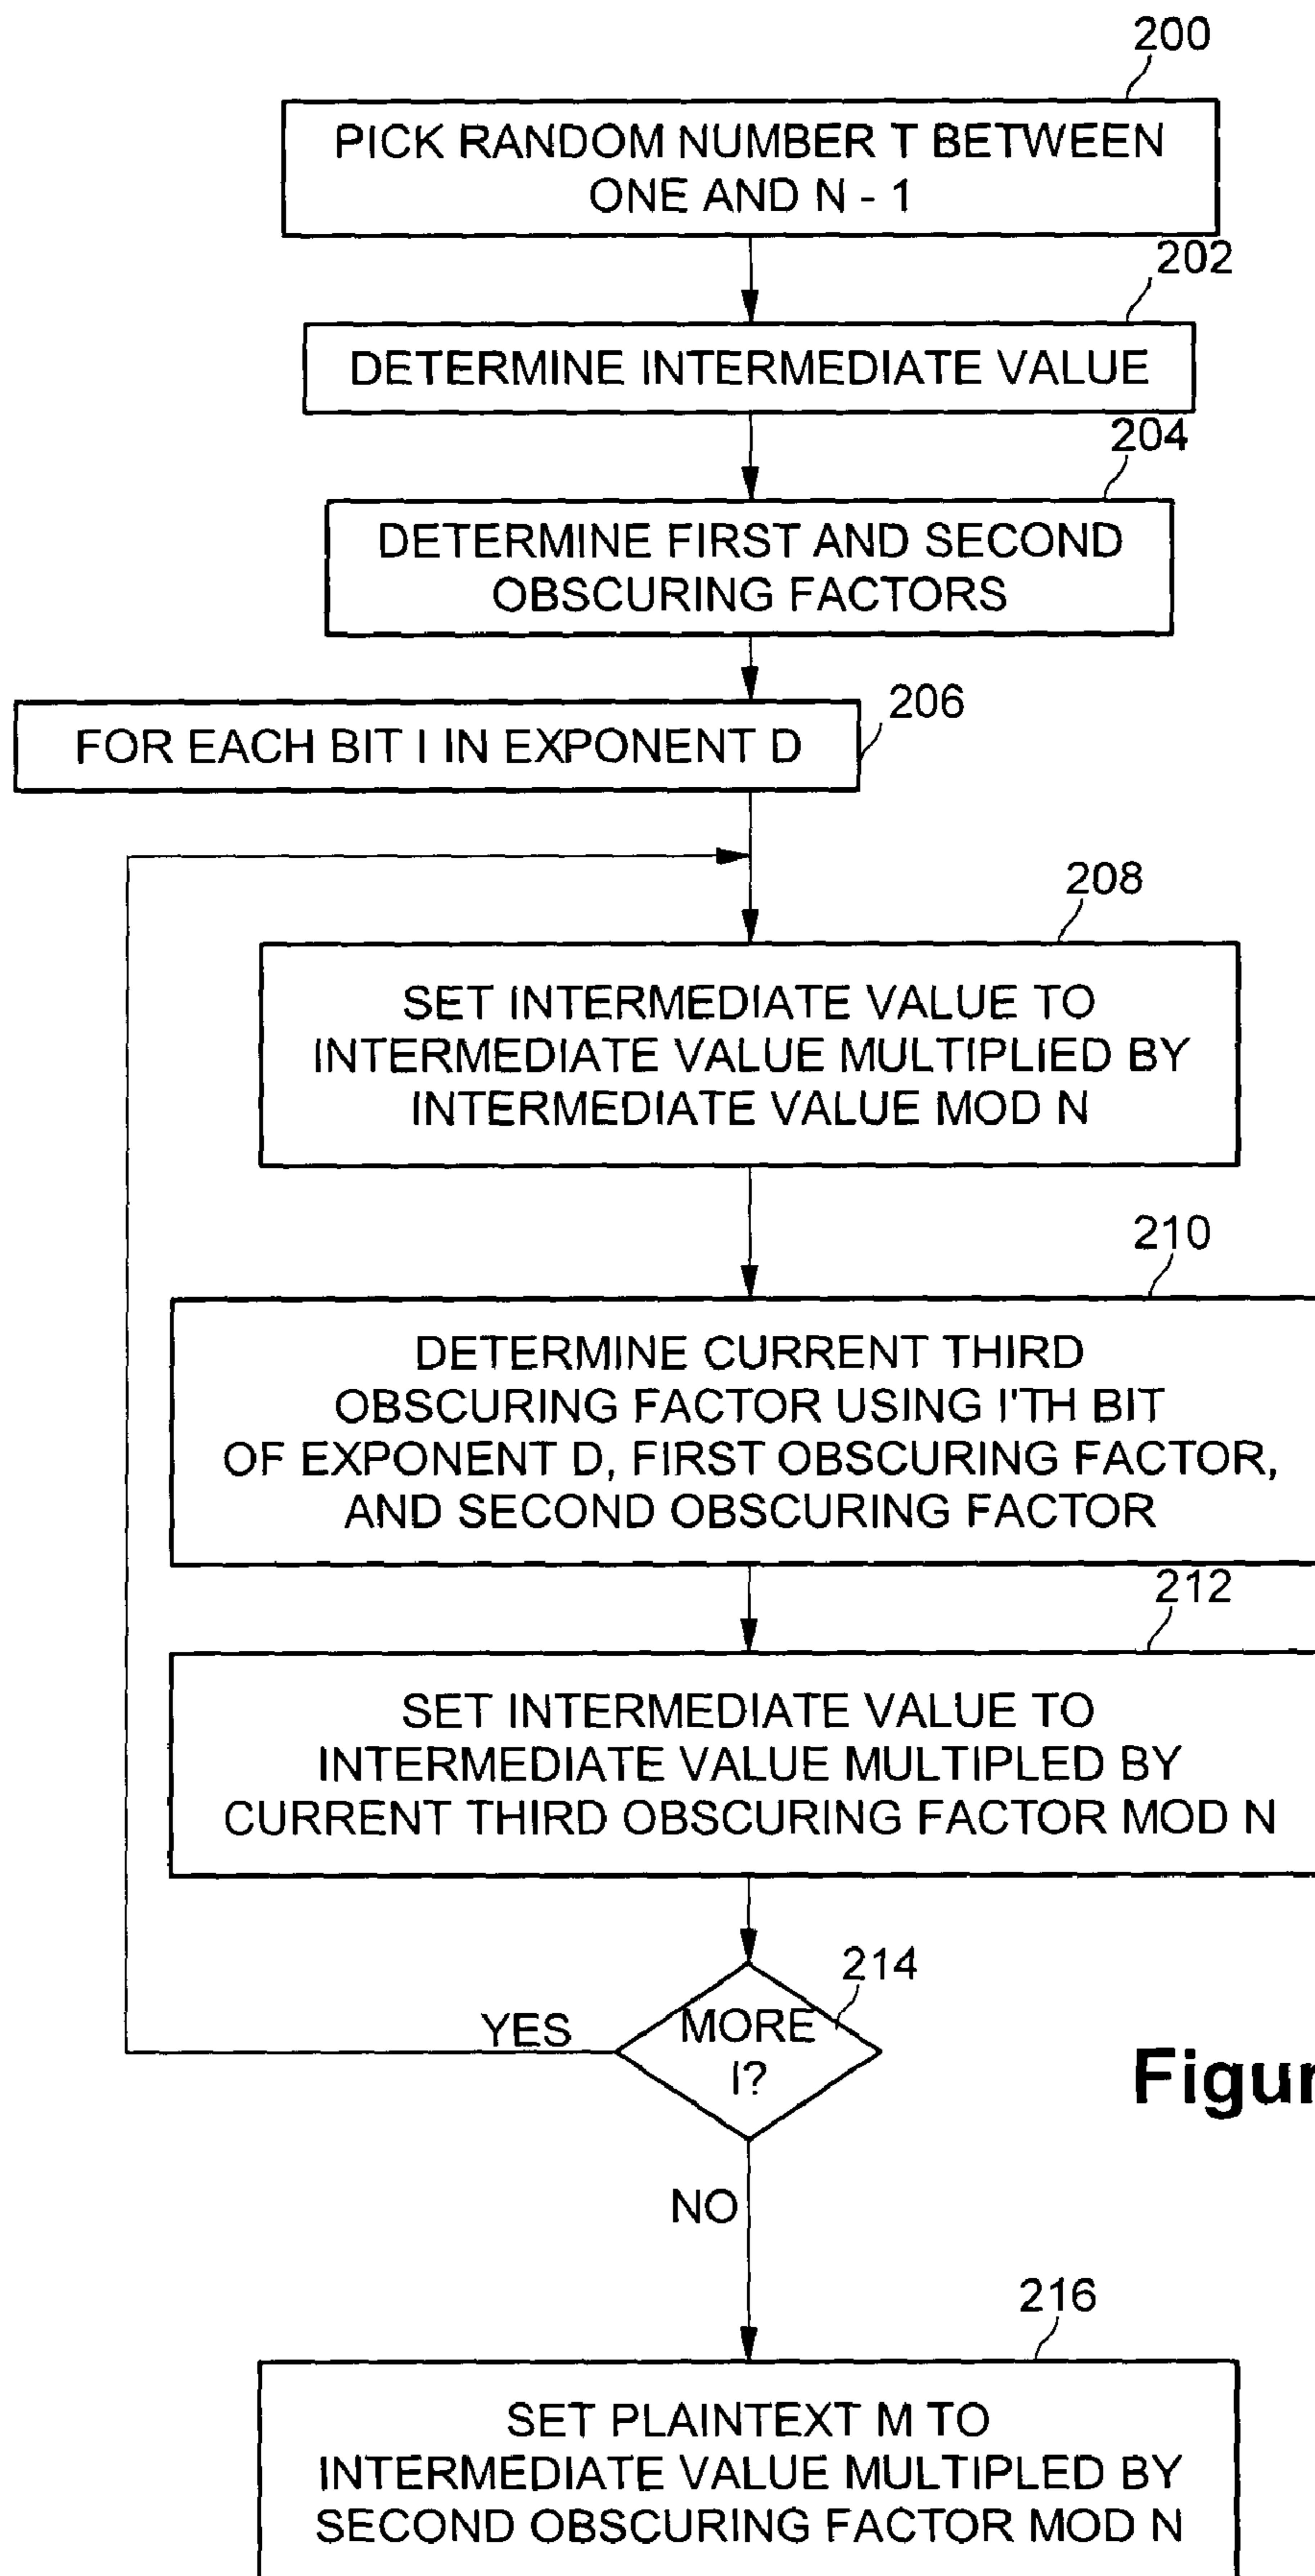 200
PICK RANDOM NUMBER T BETWEEN
ONE AND N - 1
202
DETERMINE INTERMEDIATE VALUE
204
DETERMINE FIRST AND SECOND
OBSCURING FACTORS
206
FOR EACH BIT I IN EXPONENT D
208
SET INTERMEDIATE VALUE TO
INTERMEDIATE VALUE MULTIPLIED BY
INTERMEDIATE VALUE MOD N
210
DETERMINE CURRENT THIRD
OBSCURING FACTOR USING I'TH BIT
OF EXPONENT D, FIRST OBSCURING FACTOR,
AND SECOND OBSCURING FACTOR
212
SET INTERMEDIATE VALUE TO
INTERMEDIATE VALUE MULTIPLED BY
CURRENT THIRD OBSCURING FACTOR MOD N
214
YES
MORE
I?
NO
216
SET PLAINTEXT M TO
INTERMEDIATE VALUE MULTIPLED BY
SECOND OBSCURING FACTOR MOD N